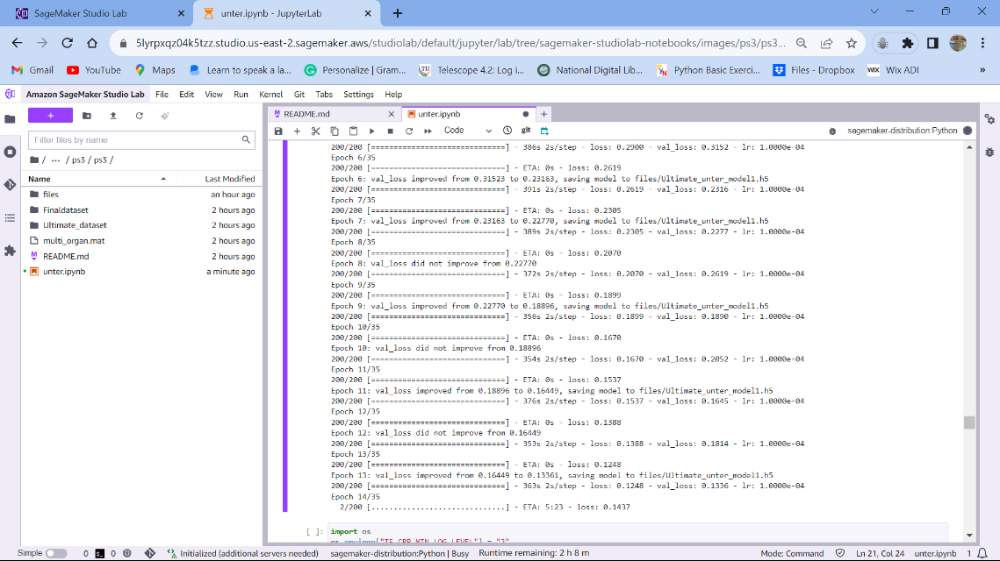 SageMaker Studio Lab
unter.ipynb - JupyterLab
5lyrpxqz04k5tzz.studio.us-east-2.sagemaker.aws/studiolab/default/jupyter/lab/tree/sagemaker-studiolab-notebooks/images/ps3/ps3...
Gmail YouTube Maps Learn to speak a la... Personalize | Gram... Telescope 4.2: Log i... National Digital Lib... Python Basic Exerci... Files - Dropbox Wix ADI »
Amazon SageMaker Studio Lab File Edit View Run Kernel Git Tabs Settings Help
README.md unter.ipynb
Code git sagemaker-distribution:Python
Filter files by name
/ ··· / ps3 / ps3 /
Name Last Modified
files an hour ago
Finaldataset 2 hours ago
Ultimate_dataset 2 hours ago
multi_organ.mat 2 hours ago
README.md 2 hours ago
unter.ipynb a minute ago
200/200 [==============================] - 386s 2s/step - loss: 0.2900 - val_loss: 0.3152 - lr: 1.0000e-04
Epoch 6/35
200/200 [==============================] - ETA: 0s - loss: 0.2619
Epoch 6: val_loss improved from 0.31523 to 0.23163, saving model to files/Ultimate_unter_model1.h5
200/200 [==============================] - 391s 2s/step - loss: 0.2619 - val_loss: 0.2316 - lr: 1.0000e-04
Epoch 7/35
200/200 [==============================] - ETA: 0s - loss: 0.2305
Epoch 7: val_loss improved from 0.23163 to 0.22770, saving model to files/Ultimate_unter_model1.h5
200/200 [==============================] - 389s 2s/step - loss: 0.2305 - val_loss: 0.2277 - lr: 1.0000e-04
Epoch 8/35
200/200 [==============================] - ETA: 0s - loss: 0.2070
Epoch 8: val_loss did not improve from 0.22770
200/200 [==============================] - 372s 2s/step - loss: 0.2070 - val_loss: 0.2619 - lr: 1.0000e-04
Epoch 9/35
200/200 [==============================] - ETA: 0s - loss: 0.1899
Epoch 9: val_loss improved from 0.22770 to 0.18896, saving model to files/Ultimate_unter_model1.h5
200/200 [==============================] - 356s 2s/step - loss: 0.1899 - val_loss: 0.1890 - lr: 1.0000e-04
Epoch 10/35
200/200 [==============================] - ETA: 0s - loss: 0.1670
Epoch 10: val_loss did not improve from 0.18896
200/200 [==============================] - 354s 2s/step - loss: 0.1670 - val_loss: 0.2052 - lr: 1.0000e-04
Epoch 11/35
200/200 [==============================] - ETA: 0s - loss: 0.1537
Epoch 11: val_loss improved from 0.18896 to 0.16449, saving model to files/Ultimate_unter_model1.h5
200/200 [==============================] - 376s 2s/step - loss: 0.1537 - val_loss: 0.1645 - lr: 1.0000e-04
Epoch 12/35
200/200 [==============================] - ETA: 0s - loss: 0.1388
Epoch 12: val_loss did not improve from 0.16449
200/200 [==============================] - 353s 2s/step - loss: 0.1388 - val_loss: 0.1814 - lr: 1.0000e-04
Epoch 13/35
200/200 [==============================] - ETA: 0s - loss: 0.1248
Epoch 13: val_loss improved from 0.16449 to 0.13361, saving model to files/Ultimate_unter_model1.h5
200/200 [==============================] - 363s 2s/step - loss: 0.1248 - val_loss: 0.1336 - lr: 1.0000e-04
Epoch 14/35
2/200 [..............................] - ETA: 5:23 - loss: 0.1437
[ ]: import os
os.environ["TF_CPP_MIN_LOG_LEVEL"] = "2"
Simple 0 0 Initialized (additional servers needed) sagemaker-distribution:Python | Busy Runtime remaining: 2 h 8 m Mode: Command Ln 21, Col 24 unter.ipynb